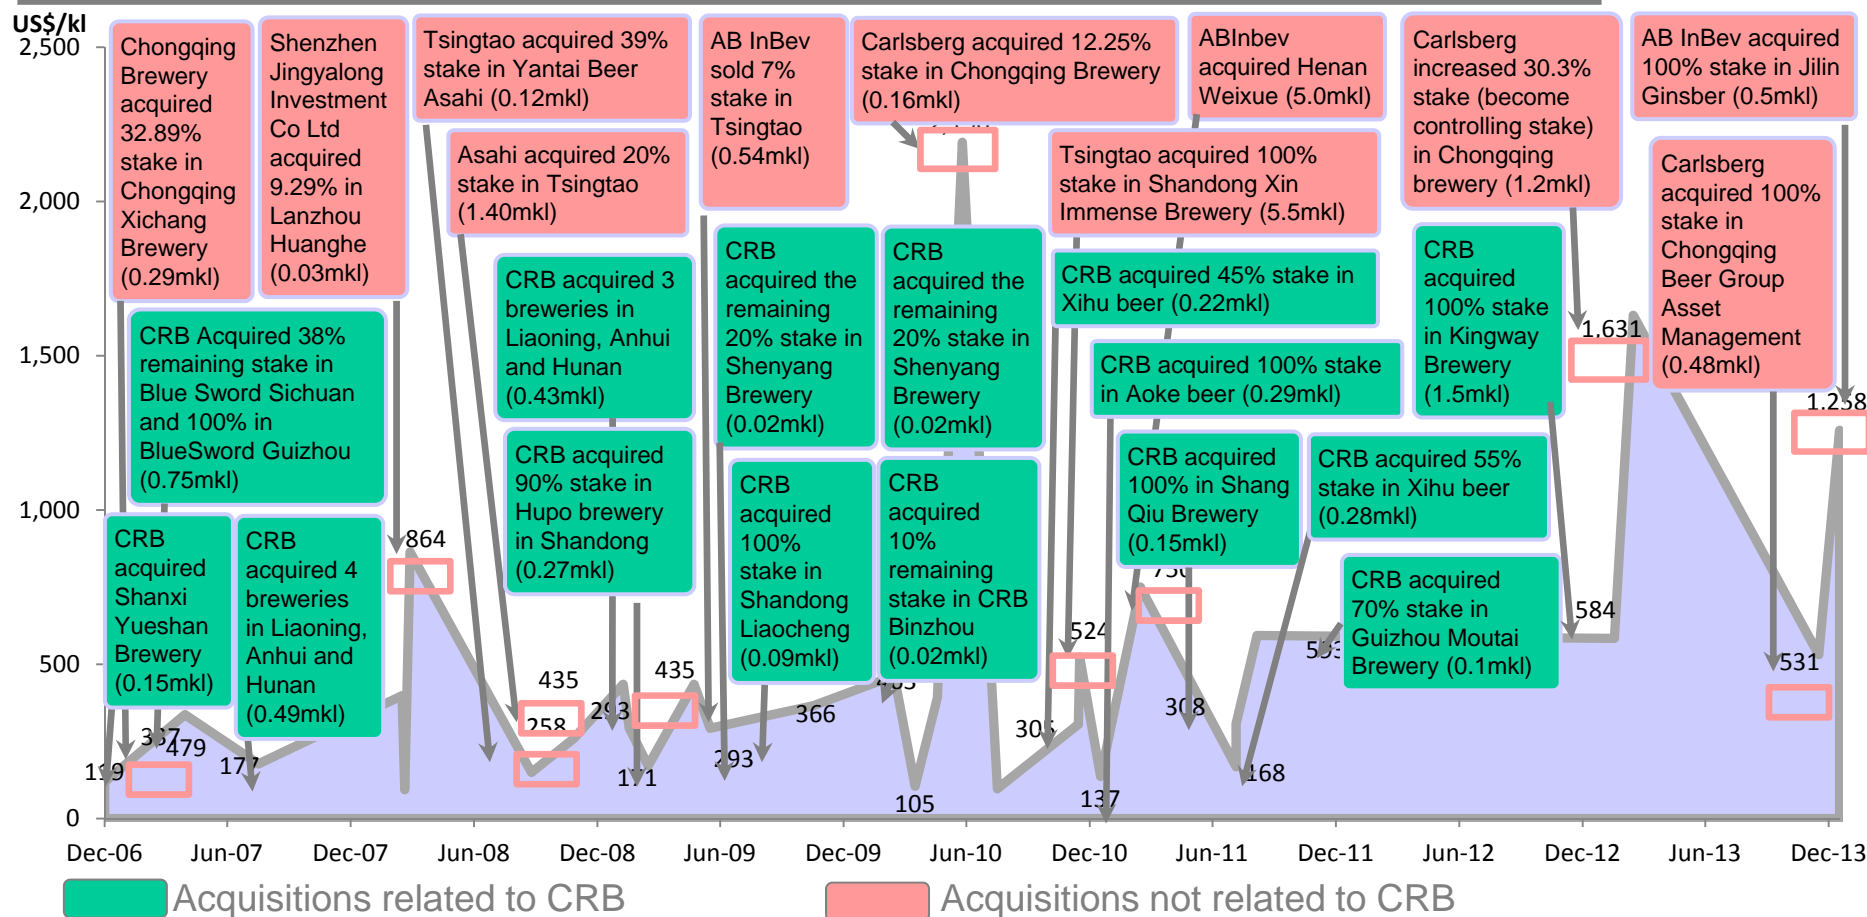 US$/kl
2,500
2,000
1,500
1,000
500
0
Chongqing
Brewery
acquired
32.89%
stake in
Chongqing
Xichang
Brewery
(0.29mkl)
Shenzhen
Jingyalong
Investment
Co Ltd
acquired
9.29% in
Lanzhou
Huanghe
(0.03mkl)
Tsingtao acquired 39%
stake in Yantai Beer
Asahi (0.12mkl)
Asahi acquired 20%
stake in Tsingtao
(1.40mkl)
AB InBev
sold 7%
stake in
Tsingtao
(0.54mkl)
Carlsberg acquired 12.25%
stake in Chongqing Brewery
(0.16mkl)
ABInbev
acquired Henan
Weixue (5.0mkl)
Tsingtao acquired 100%
stake in Shandong Xin
Immense Brewery (5.5mkl)
Carlsberg
increased 30.3%
stake (become
controlling stake)
in Chongqing
brewery (1.2mkl)
AB InBev acquired
100% stake in Jilin
Ginsber (0.5mkl)
Carlsberg
acquired 100%
stake in
Chongqing
Beer Group
Asset
Management
(0.48mkl)
CRB Acquired 38%
remaining stake in
Blue Sword Sichuan
and 100% in
BlueSword Guizhou
(0.75mkl)
CRB
acquired
Shanxi
Yueshan
Brewery
(0.15mkl)
CRB
acquired 4
breweries
in Liaoning,
Anhui and
Hunan
(0.49mkl)
CRB acquired 3
breweries in
Liaoning, Anhui
and Hunan
(0.43mkl)
CRB acquired
90% stake in
Hupo brewery
in Shandong
(0.27mkl)
CRB
acquired the
remaining
20% stake in
Shenyang
Brewery
(0.02mkl)
CRB
acquired
100%
stake in
Shandong
Liaocheng
(0.09mkl)
CRB
acquired the
remaining
20% stake in
Shenyang
Brewery
(0.02mkl)
CRB
acquired
10%
remaining
stake in CRB
Binzhou
(0.02mkl)
CRB acquired 45% stake in
Xihu beer (0.22mkl)
CRB acquired 100% stake
in Aoke beer (0.29mkl)
CRB acquired
100% in Shang
Qiu Brewery
(0.15mkl)
CRB acquired 55%
stake in Xihu beer
(0.28mkl)
CRB
acquired
100% stake
in Kingway
Brewery
(1.5mkl)
CRB acquired
70% stake in
Guizhou Moutai
Brewery (0.1mkl)
479
177
864
435
258
293
171
435
293
366
105
305
524
137
308
168
593
584
1,631
531
1,258
Dec-06 Jun-07 Dec-07 Jun-08 Dec-08 Jun-09 Dec-09 Jun-10 Dec-10 Jun-11 Dec-11 Jun-12 Dec-12 Jun-13 Dec-13
Acquisitions related to CRB
Acquisitions not related to CRB